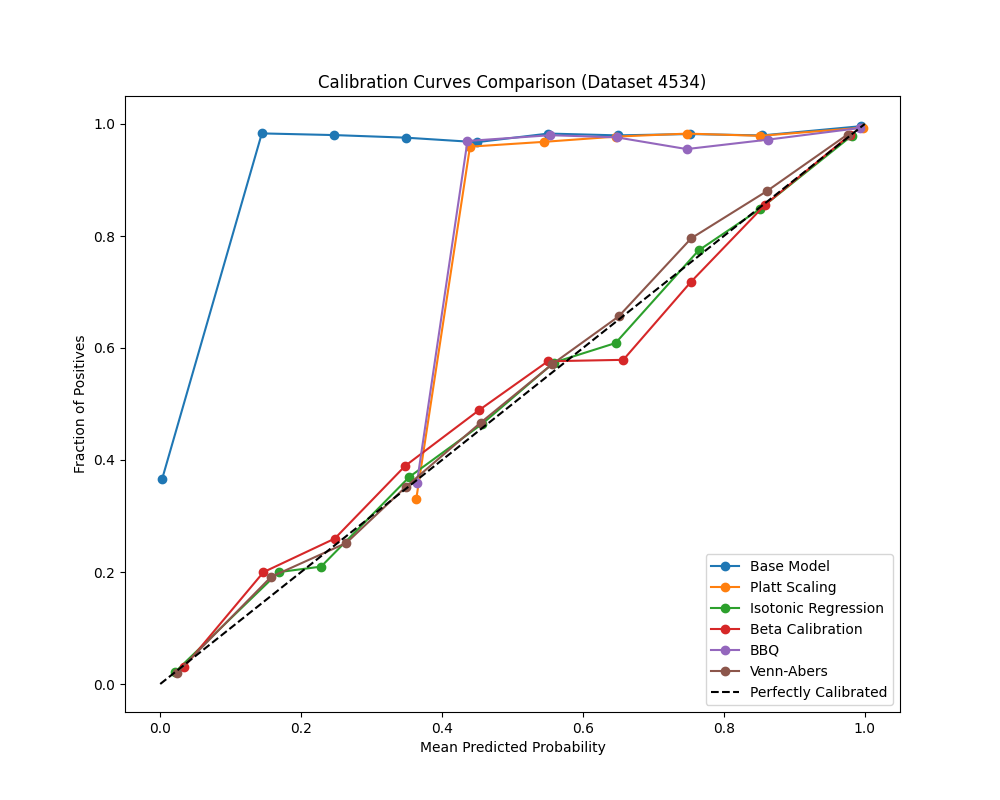 Calibration Curves Comparison (Dataset 4534)
1.0
0.8
0.6
0.4
0.2
0.0
Fraction of Positives
Base Model
Platt Scaling
Isotonic Regression
Beta Calibration
BBQ
Venn-Abers
Perfectly Calibrated
0.0 0.2 0.4 0.6 0.8 1.0
Mean Predicted Probability